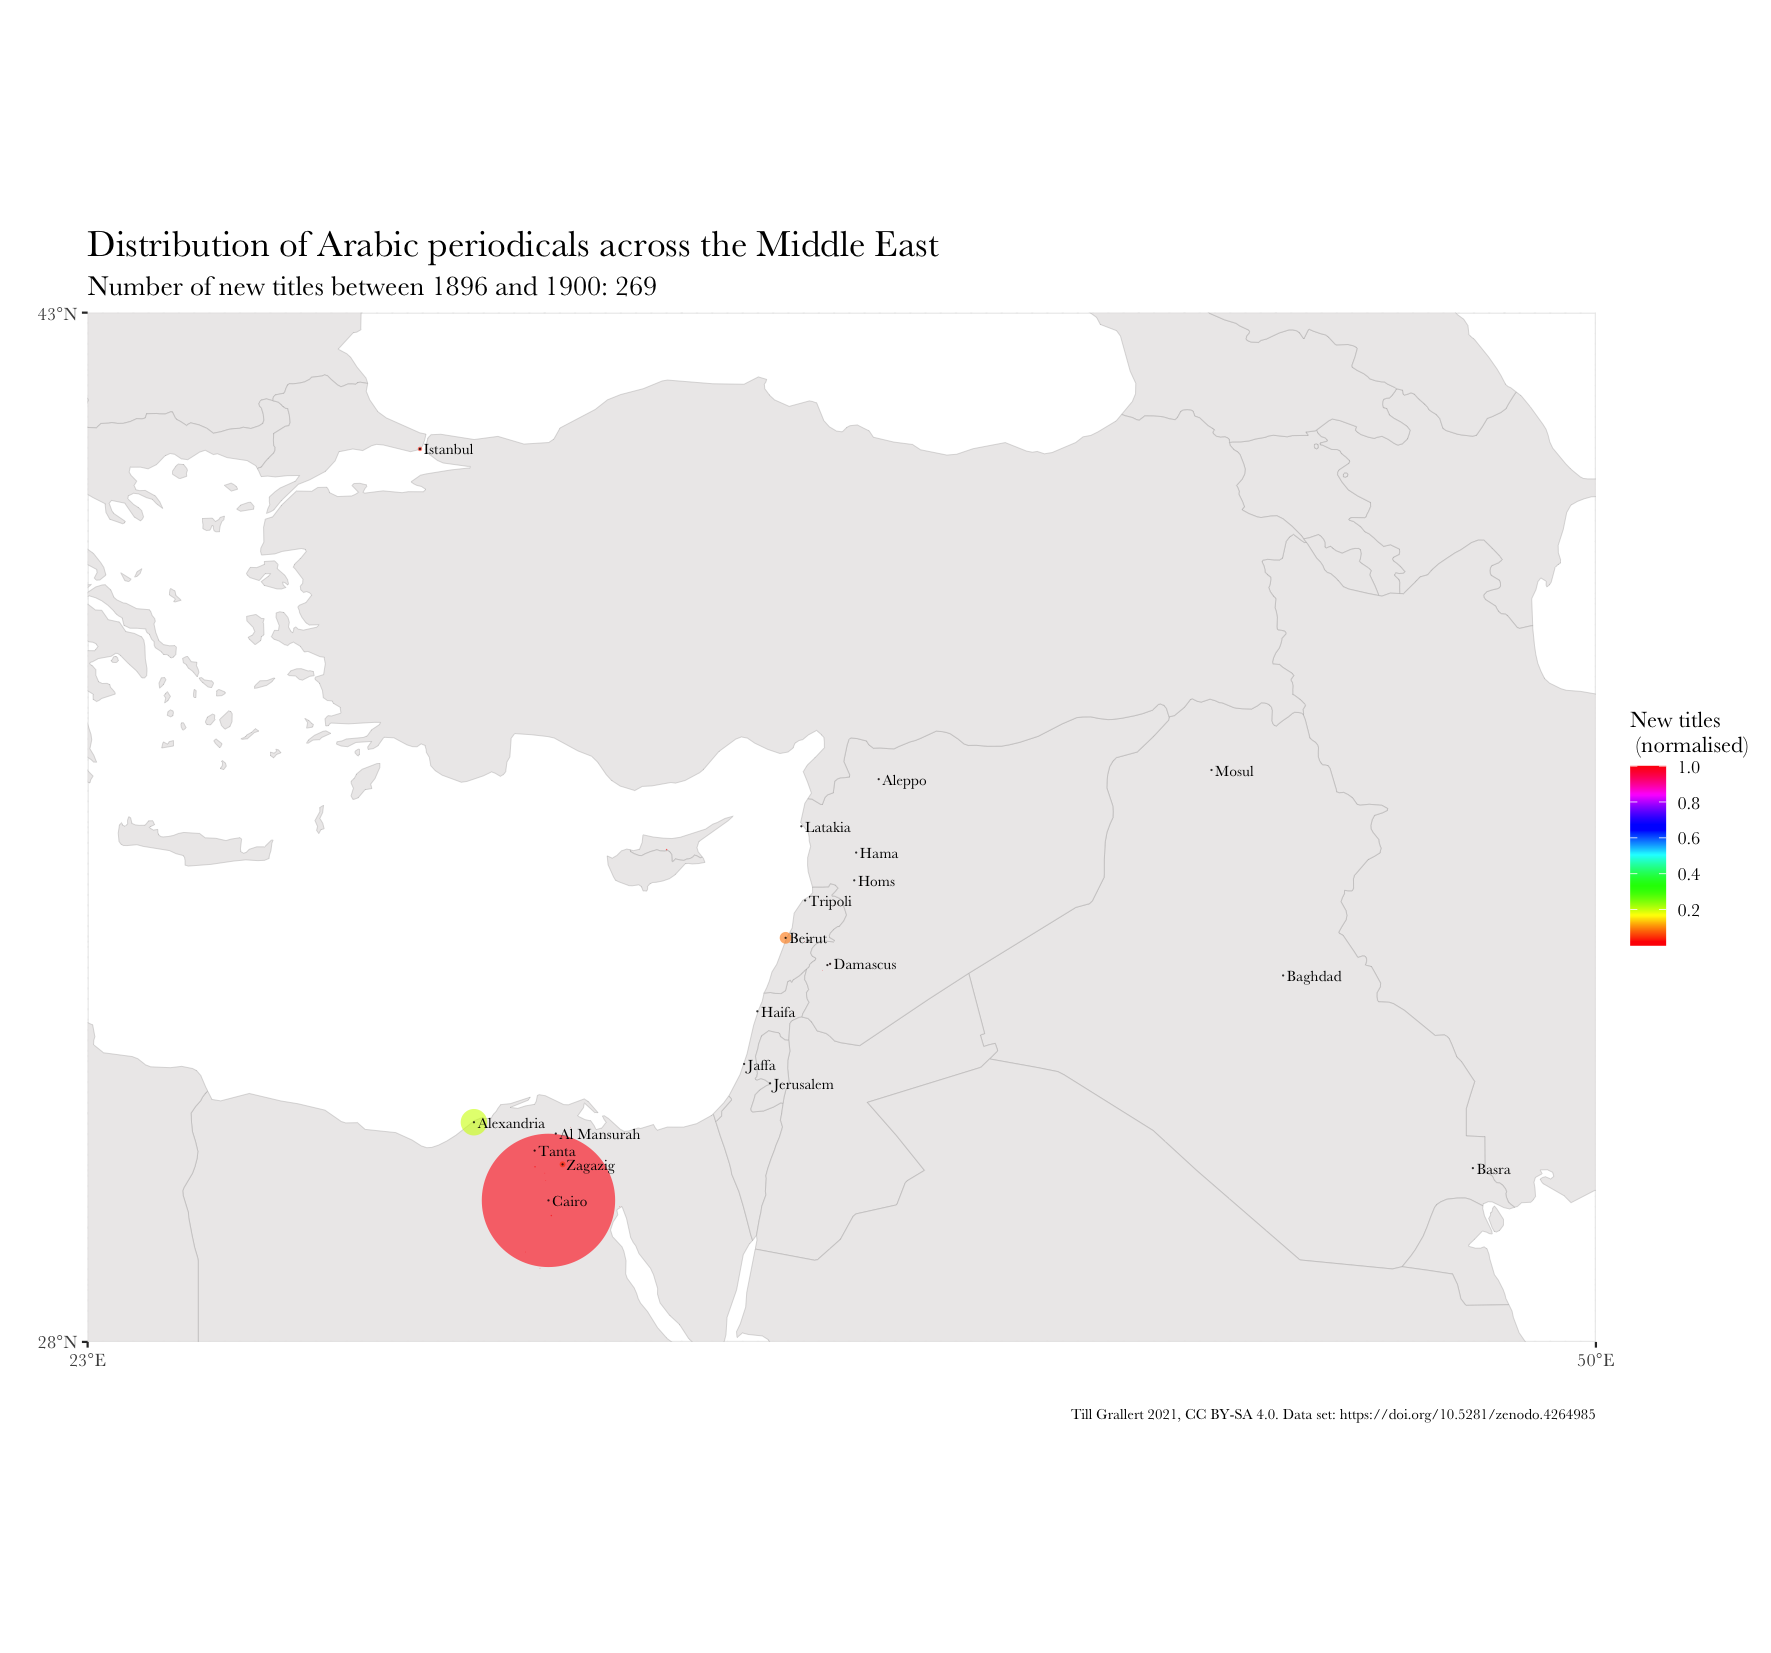 Distribution of Arabic periodicals across the Middle East
Number of new titles between 1896 and 1900: 269
43°N
Istanbul
New titles
(normalised)
1.0
0.8
0.6
0.4
0.2
Aleppo
Mosul
Latakia
Hama
Homs
Tripoli
Beirut
Damascus
Baghdad
Haifa
Jaffa
Jerusalem
Alexandria
Al Mansurah
Tanta
Zagazig
Basra
Cairo
28°N
23°E
50°E
Till Grallert 2021, CC BY-SA 4.0. Data set: https://doi.org/10.5281/zenodo.4264985